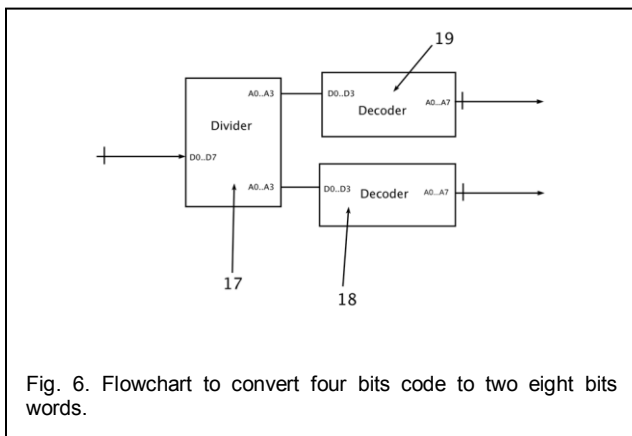 19
A0..A3
D0..D3
Decoder
A0..A7
Divider
D0..D7
A0..A3
D0..D3
Decoder
A0..A7
17
18
Fig. 6. Flowchart to convert four bits code to two eight bits
words.